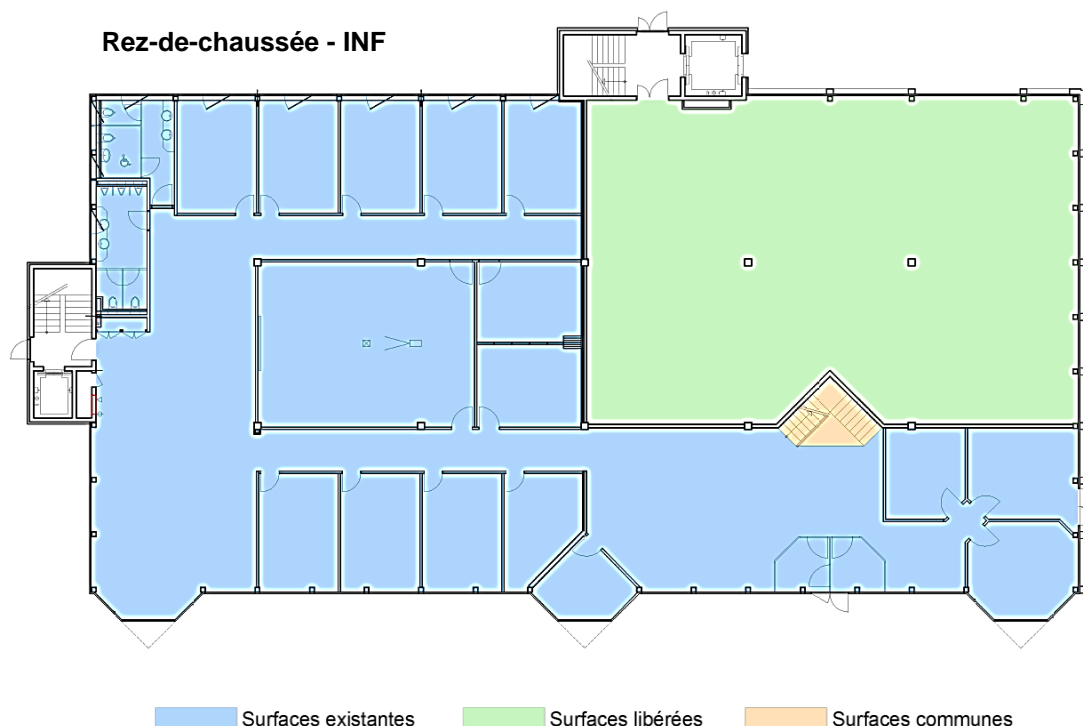 Rez-de-chaussée - INF
Surfaces existantes
Surfaces libérées
Surfaces communes